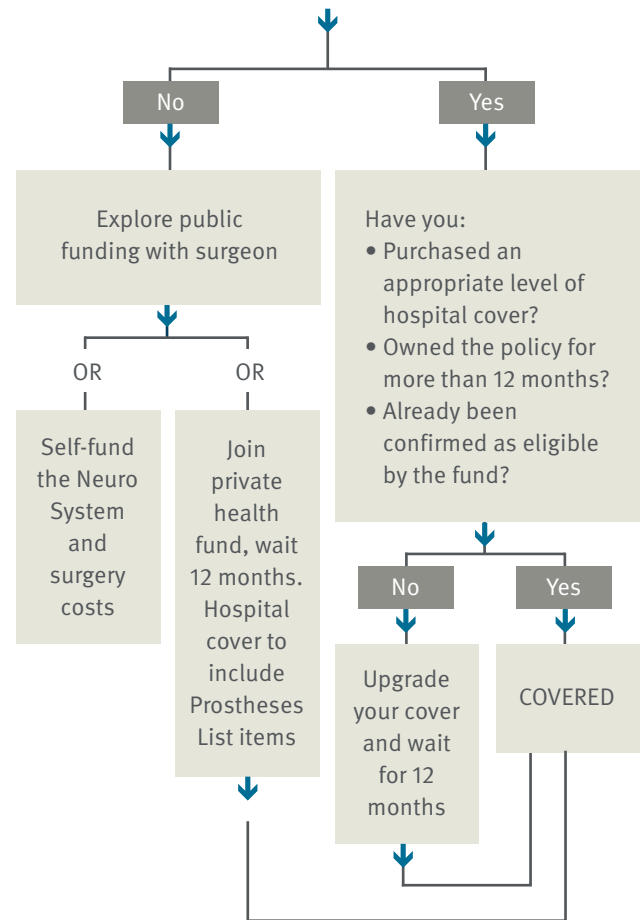 No
Yes
Explore public
funding with surgeon
Have you:
• Purchased an
appropriate level of
hospital cover?
• Owned the policy for
more than 12 months?
• Already been
confirmed as eligible
by the fund?
OR
OR
Self-fund
the Neuro
System
and
surgery
costs
Join
private
health
fund, wait
12 months.
Hospital
cover to
include
Prostheses
List items
No
Yes
Upgrade
your cover
and wait
for 12
months
COVERED